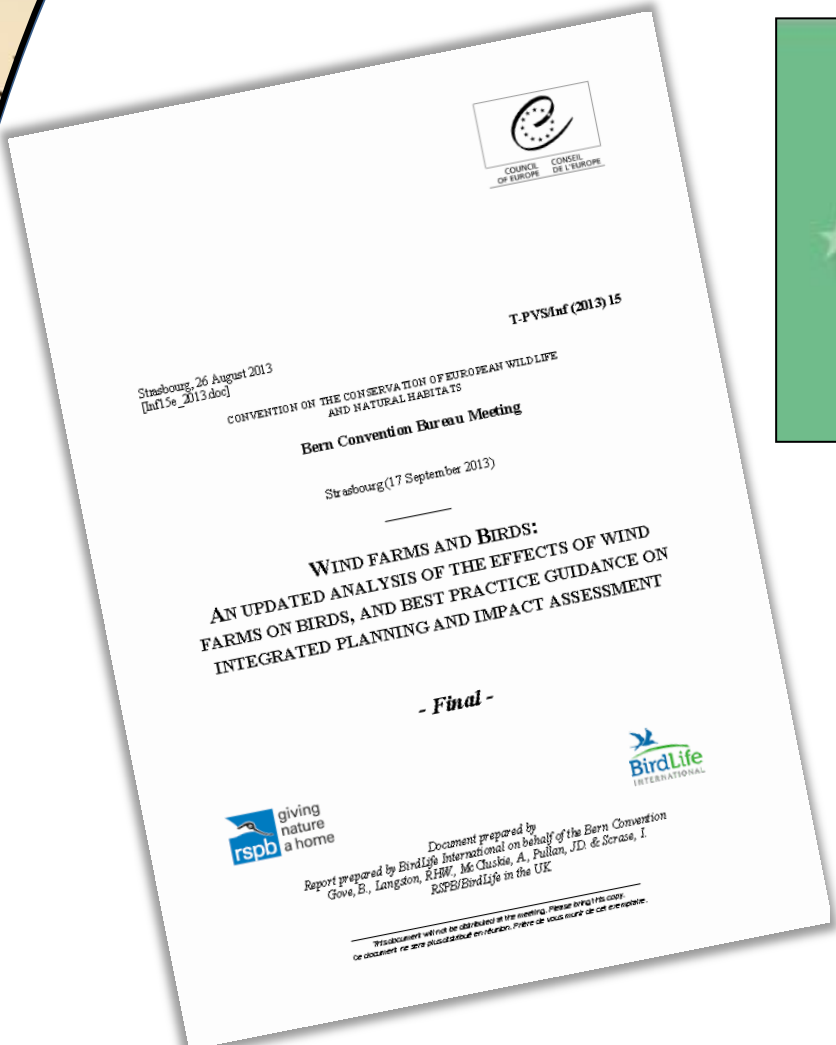 COUNCIL OF EUROPE
CONSEIL DE L'EUROPE
T-PVS/Inf (2013) 15
Strasbourg, 26 August 2013
[Inf15e_2013.doc]
CONVENTION ON THE CONSERVATION OF EUROPEAN WILDLIFE
AND NATURAL HABITATS
Bern Convention Bureau Meeting
Strasbourg (17 September 2013)
WIND FARMS AND BIRDS:
AN UPDATED ANALYSIS OF THE EFFECTS OF WIND
FARMS ON BIRDS, AND BEST PRACTICE GUIDANCE ON
INTEGRATED PLANNING AND IMPACT ASSESSMENT
- Final -
BirdLife
INTERNATIONAL
rspb
giving
nature
a home
Document prepared by
Report prepared by BirdLife International on behalf of the Bern Convention
Gove, B., Langston, RHW., McCluskie, A., Pullan, JD. & Scrase, I.
RSPB/BirdLife in the UK
This document will not be distributed at the meeting. Please bring this copy.
Ce document ne sera plus distribué en réunion. Prière de vous munir de cet exemplaire.